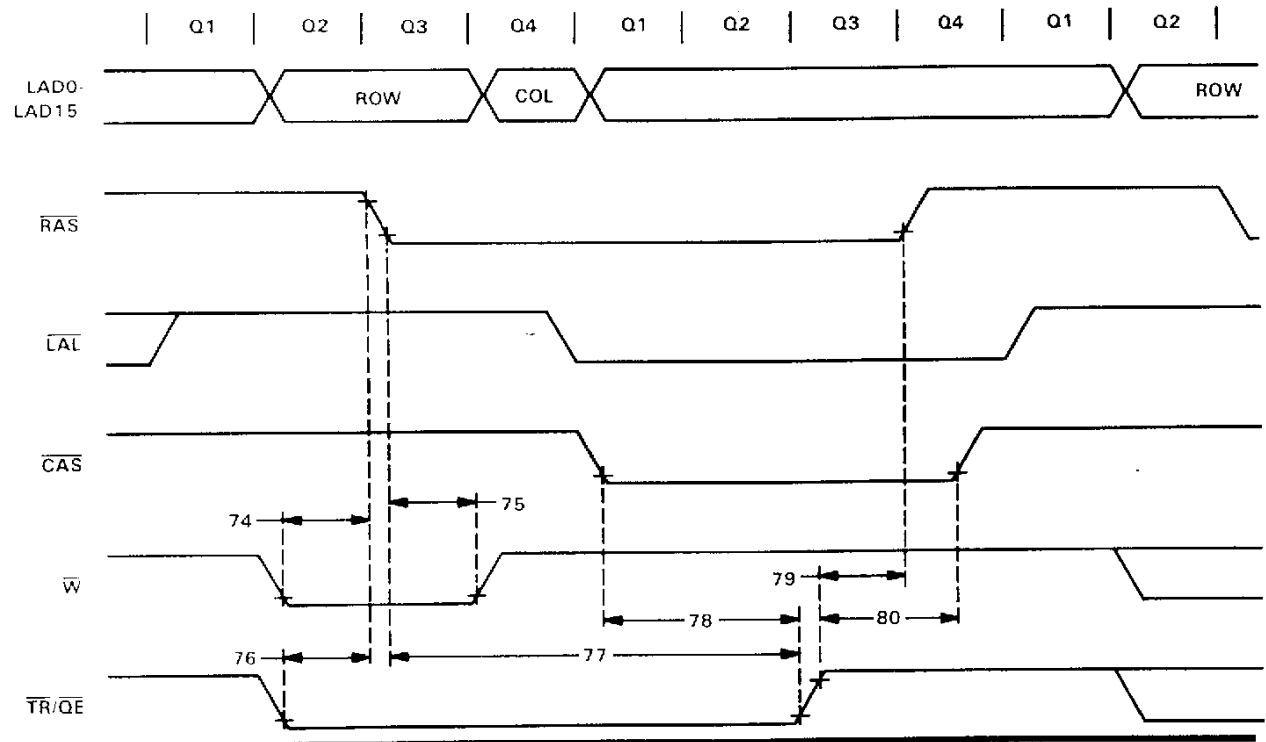 Q1 Q2 Q3 Q4 Q1 Q2 Q3 Q4 Q1 Q2
LAD0-
LAD15
ROW COL ROW
RAS
LAL
CAS
75
74
W
79
78 80
76 77
TR/QE